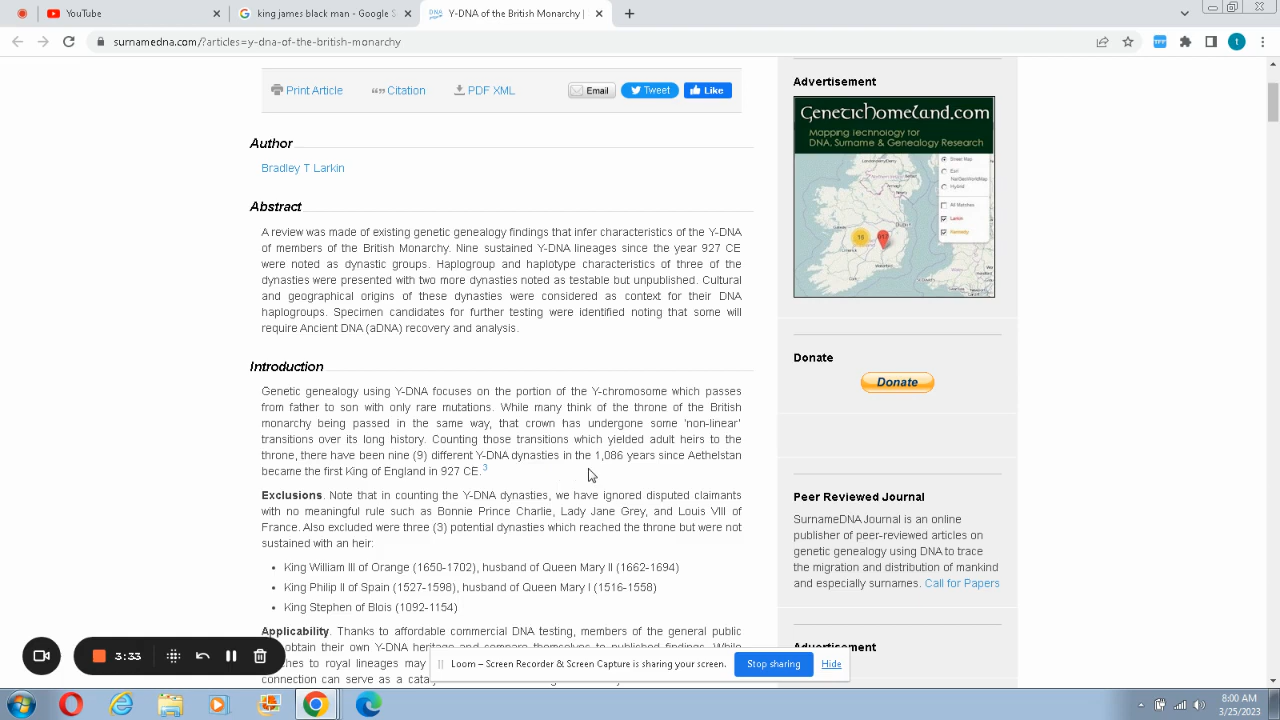 YouTube
king james black man - Google S
Y-DNA of the British Monarchy |
surnamedna.com/?articles=y-dna-of-the-british-monarchy
t
Print Article
Citation
PDF XML
Email
Tweet
Like
Author
Bradley T Larkin
Abstract
A review was made of existing genetic genealogy findings that infer characteristics of the Y-DNA
of members of the British Monarchy. Nine sustained Y-DNA lineages since the year 927 CE
were noted as dynastic groups. Haplogroup and haplotype characteristics of three of the
dynasties were presented with two more dynasties noted as testable but unpublished. Cultural
and geographical origins of these dynasties were considered as context for their DNA
haplogroups. Specimen candidates for further testing were identified noting that some will
require Ancient DNA (aDNA) recovery and analysis.
Introduction
Genetic genealogy using Y-DNA focuses on the portion of the Y-chromosome which passes
from father to son with only rare mutations. While many think of the throne of the British
monarchy being passed in the same way, that crown has undergone some 'non-linear'
transitions over its long history. Counting those transitions which yielded adult heirs to the
throne, there have been nine (9) different Y-DNA dynasties in the 1,086 years since Aethelstan
became the first King of England in 927 CE.3
Exclusions. Note that in counting the Y-DNA dynasties, we have ignored disputed claimants
with no meaningful rule such as Bonnie Prince Charlie, Lady Jane Grey, and Louis VIII of
France. Also excluded were three (3) potential dynasties which reached the throne but were not
sustained with an heir:
• King William III of Orange (1650-1702), husband of Queen Mary II (1662-1694)
• King Philip II of Spain (1527-1598), husband of Queen Mary I (1516-1558)
• King Stephen of Blois (1092-1154)
Applicability. Thanks to affordable commercial DNA testing, members of the general public
obtain their own Y-DNA
to royal lineages may
connection can serve as a
Advertisement
GeneticHomeland.com
Mapping Technology for
DNA, Surname & Genealogy Research
Street Map
Hybrid
All Matches
Larkin
Kennedy
Donate
Donate
Peer Reviewed Journal
SurnameDNA Journal is an online
publisher of peer-reviewed articles on
genetic genealogy using DNA to trace
the migration and distribution of mankind
and especially surnames. Call for Papers
Advertisement
3:33
Loom – Screen Recorder & Screen Capture is sharing your screen.
Stop sharing
Hide
8:00 AM
3/25/2023